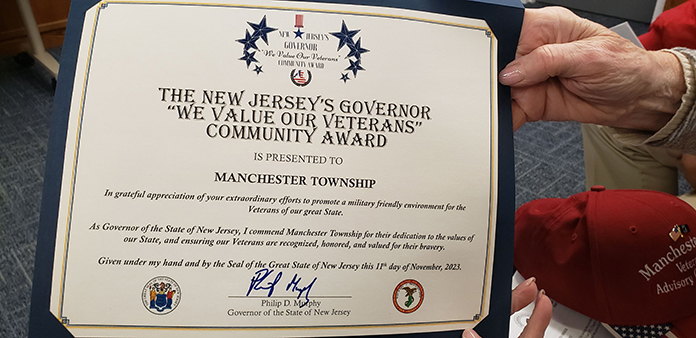 NEW JERSEY'S
GOVERNOR
"We Value Our Veterans"
COMMUNITY AWARD
THE NEW JERSEY'S GOVERNOR
"WE VALUE OUR VETERANS"
COMMUNITY AWARD
IS PRESENTED TO
MANCHESTER TOWNSHIP
In grateful appreciation of your extraordinary efforts to promote a military friendly environment for the
Veterans of our great State.
As Governor of the State of New Jersey, I commend Manchester Township for their dedication to the values of
our State, and ensuring our Veterans are recognized, honored, and valued for their bravery.
Given under my hand and by the Seal of the Great State of New Jersey this 11th day of November, 2023.
Philip D. Murphy
Governor of the State of New Jersey
Manchester
Veter
Advisory